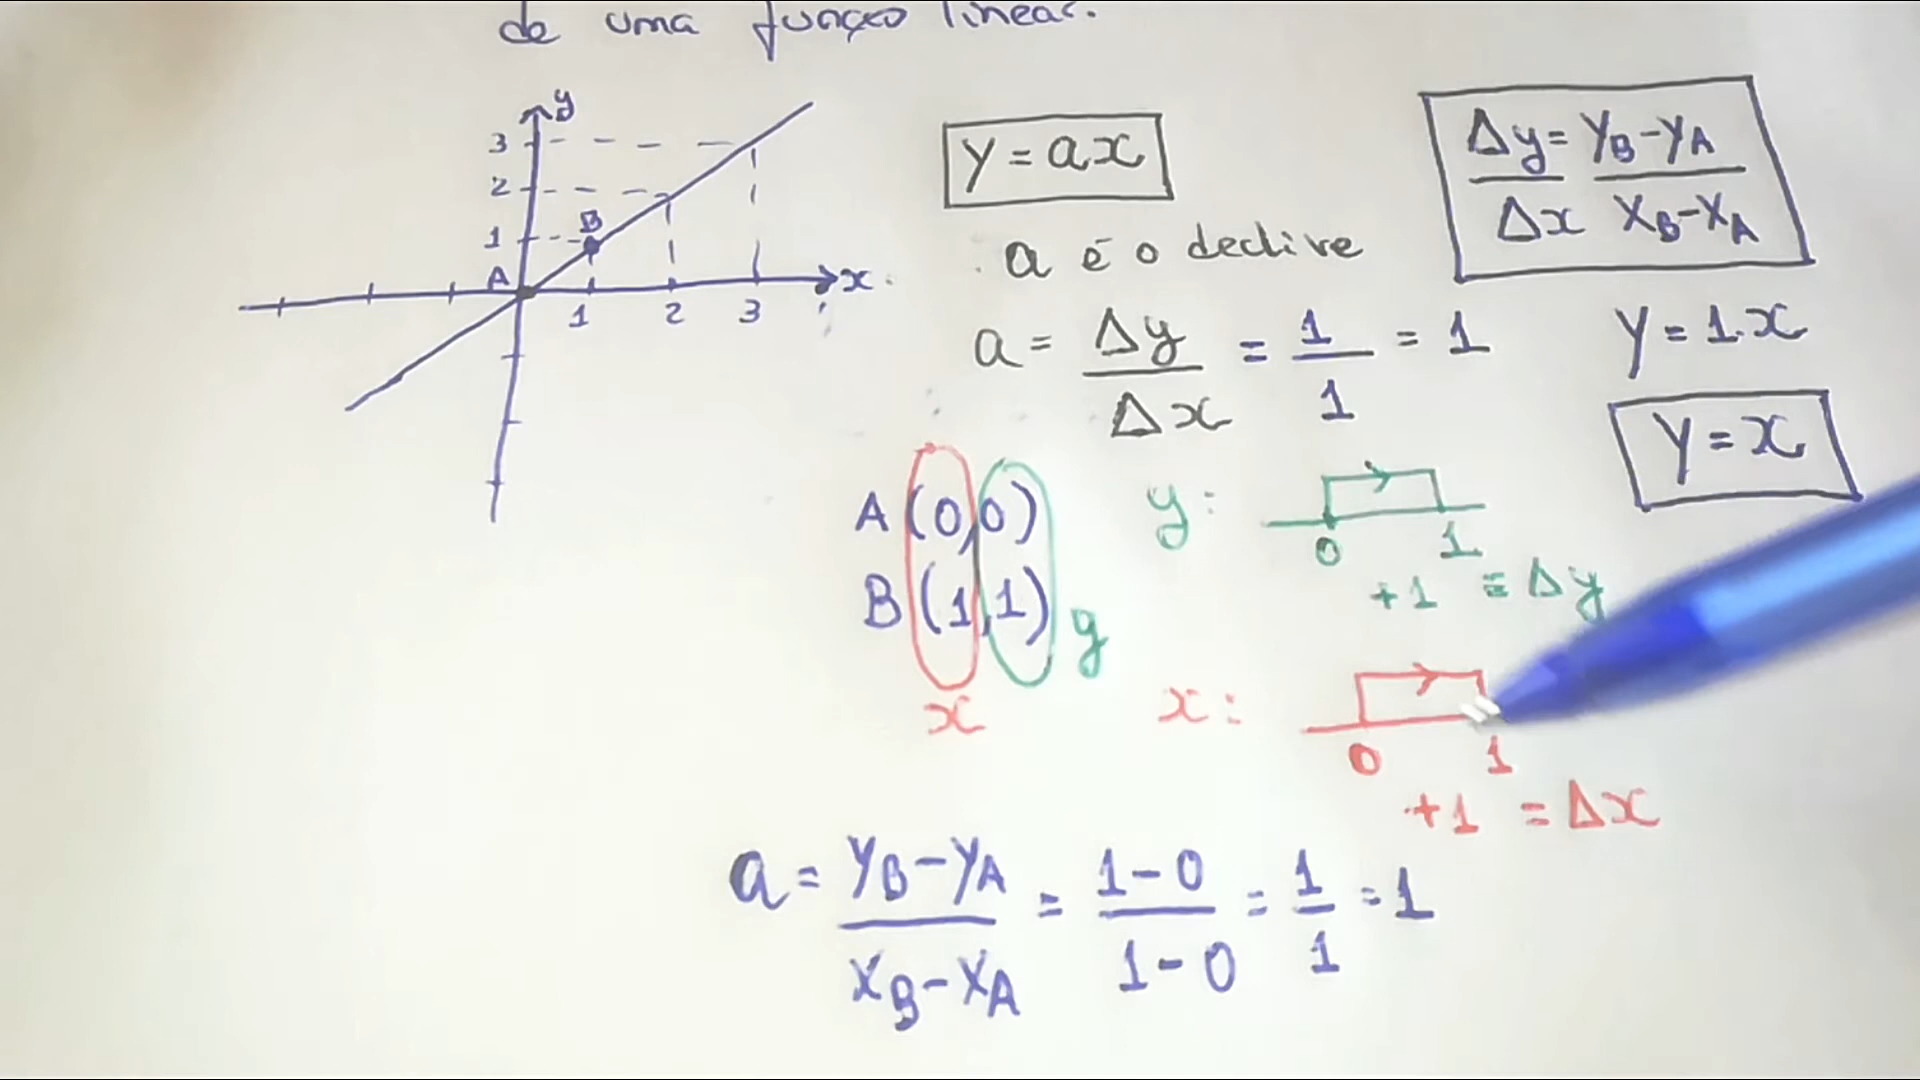 de uma função linear.
y
3
2
1
B
A
x
1 2 3
y = ax
a é o declive
a = Δy/Δx = 1/1 = 1
Δy/Δx = yB-yA/xB-xA
y = 1.x
y = x
A (0,0)
B (1,1)
x
y
y:
0 1
+1 = Δy
x:
0 1
+1 = Δx
a = yB-yA/xB-xA = 1-0/1-0 = 1/1 = 1